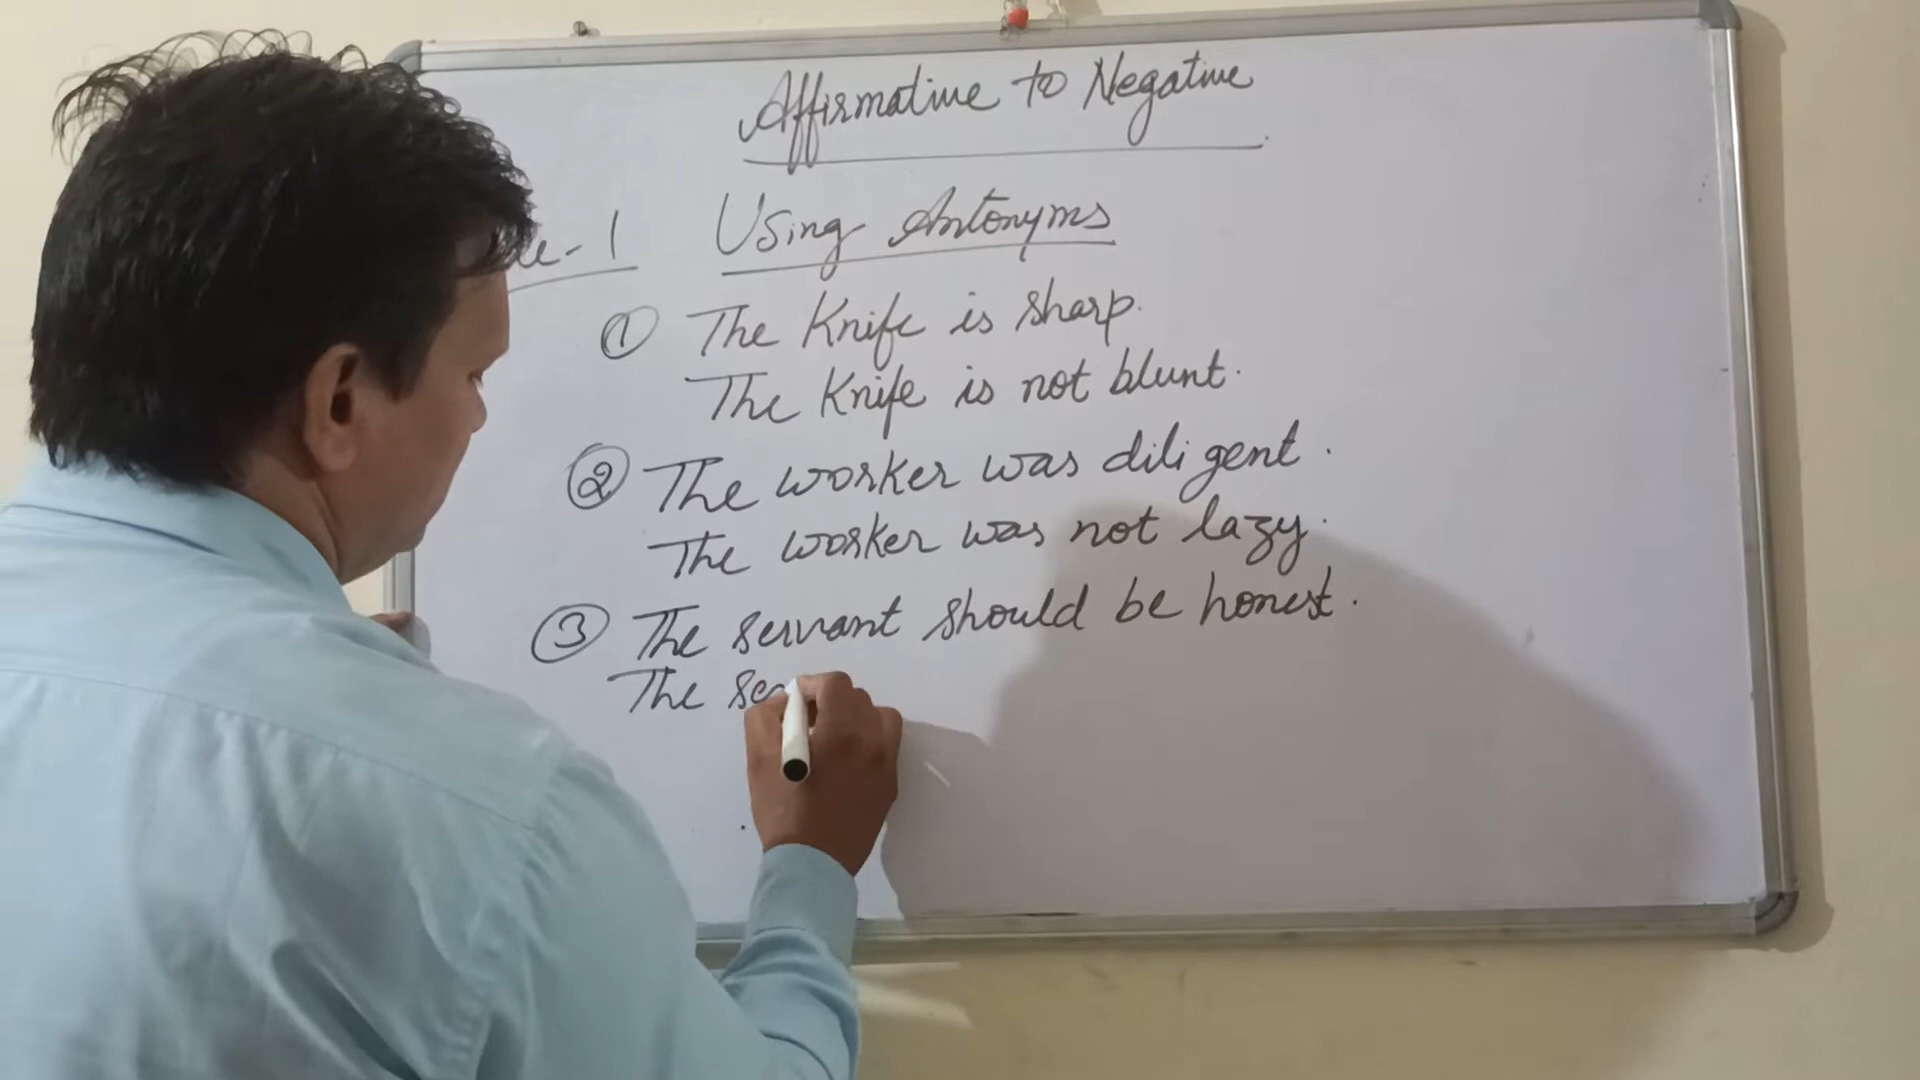 Affirmative to Negative
1 Using Antonyms
① The Knife is sharp.
The Knife is not blunt.
② The worker was diligent.
The worker was not lazy.
③ The servant should be honest.
The